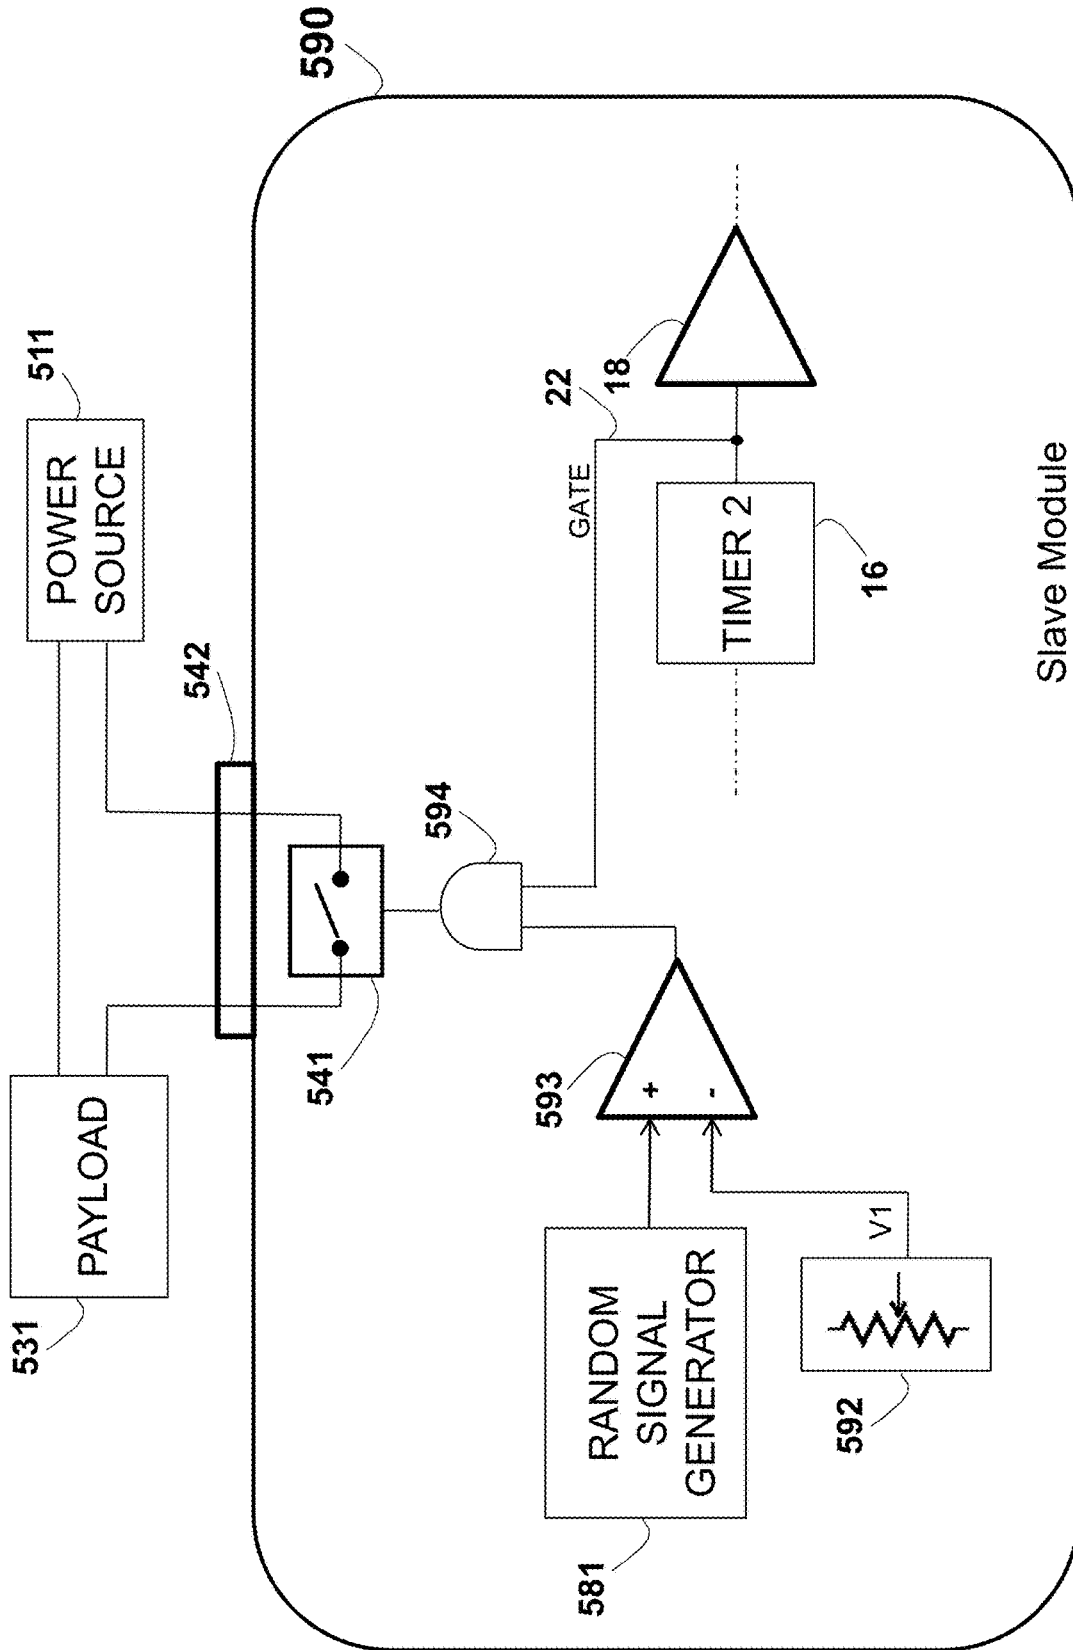 531
PAYLOAD
POWER
SOURCE
511
542
590
541
594
GATE
22
18
593
+
-
RANDOM
SIGNAL
GENERATOR
581
TIMER 2
16
V1
592
Slave Module